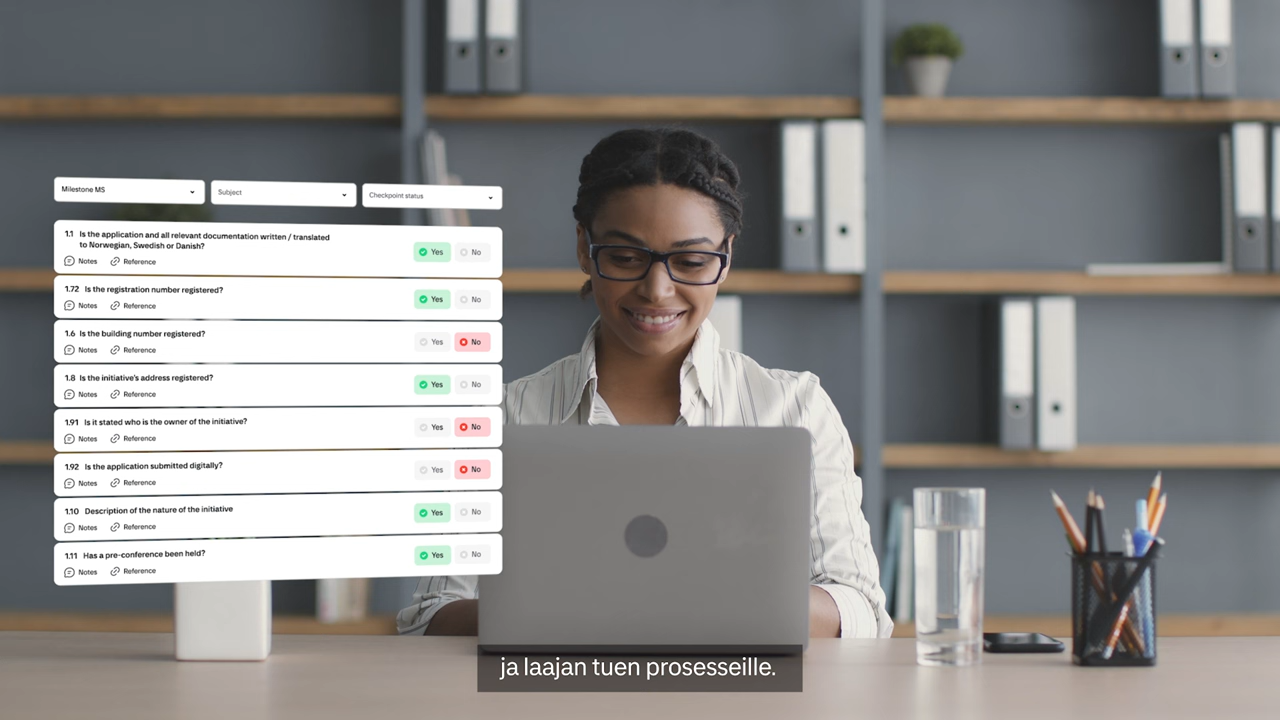 Milestone M5
Subject
Checkpoint status
1.1 Is the application and all relevant documentation written / translated
to Norwegian, Swedish or Danish?
Yes No
Notes Reference
1.72 Is the registration number registered?
Yes No
Notes Reference
1.6 Is the building number registered?
Yes No
Notes Reference
1.8 Is the initiative's address registered?
Yes No
Notes Reference
1.91 Is it stated who is the owner of the initiative?
Yes No
Notes Reference
1.92 Is the application submitted digitally?
Yes No
Notes Reference
1.10 Description of the nature of the initiative
Yes No
Notes Reference
1.11 Has a pre-conference been held?
Yes No
Notes Reference
ja laajan tuen prosesseille.